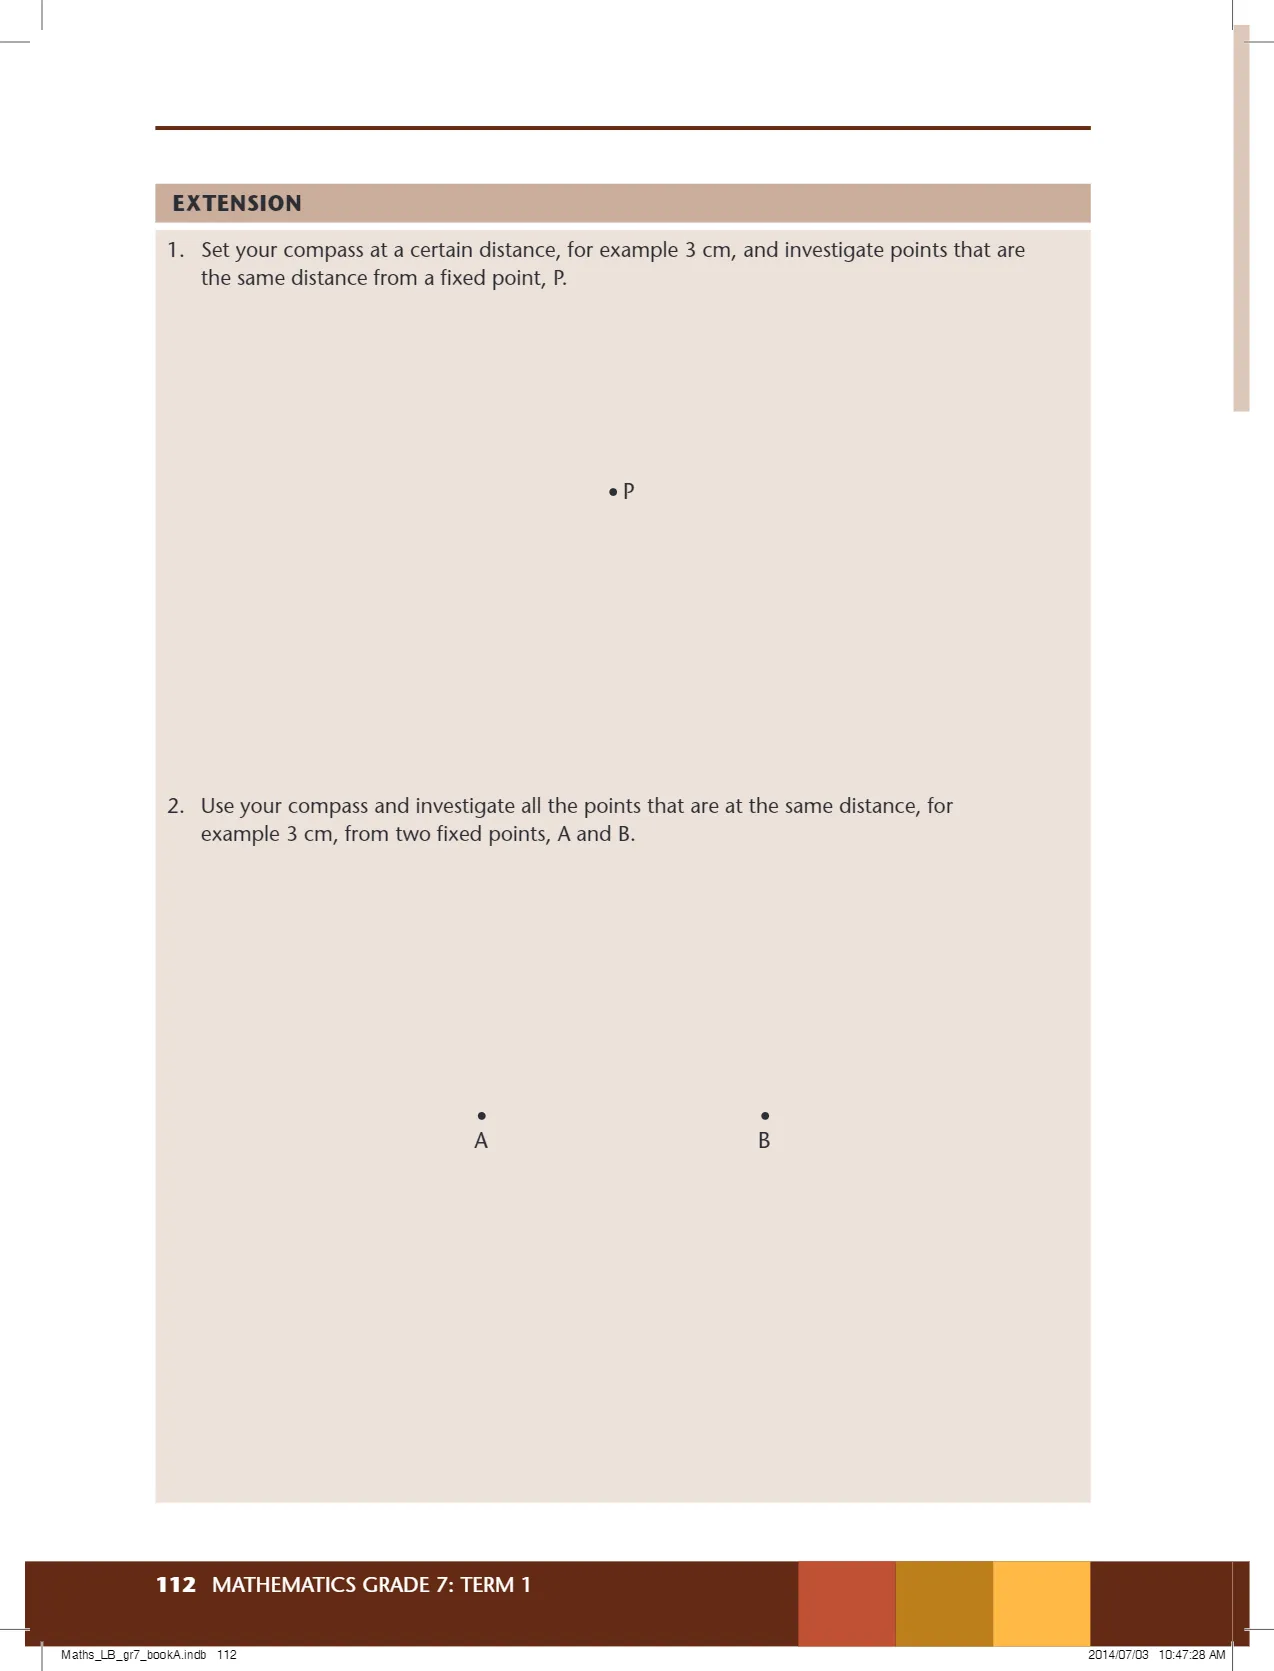 EXTENSION
1. Set your compass at a certain distance, for example 3 cm, and investigate points that are
the same distance from a fixed point, P.
P
2. Use your compass and investigate all the points that are at the same distance, for
example 3 cm, from two fixed points, A and B.
A B
112 MATHEMATICS GRADE 7: TERM 1
Maths_LB_gr7_bookA.indb 112 2014/07/03 10:47:28 AM